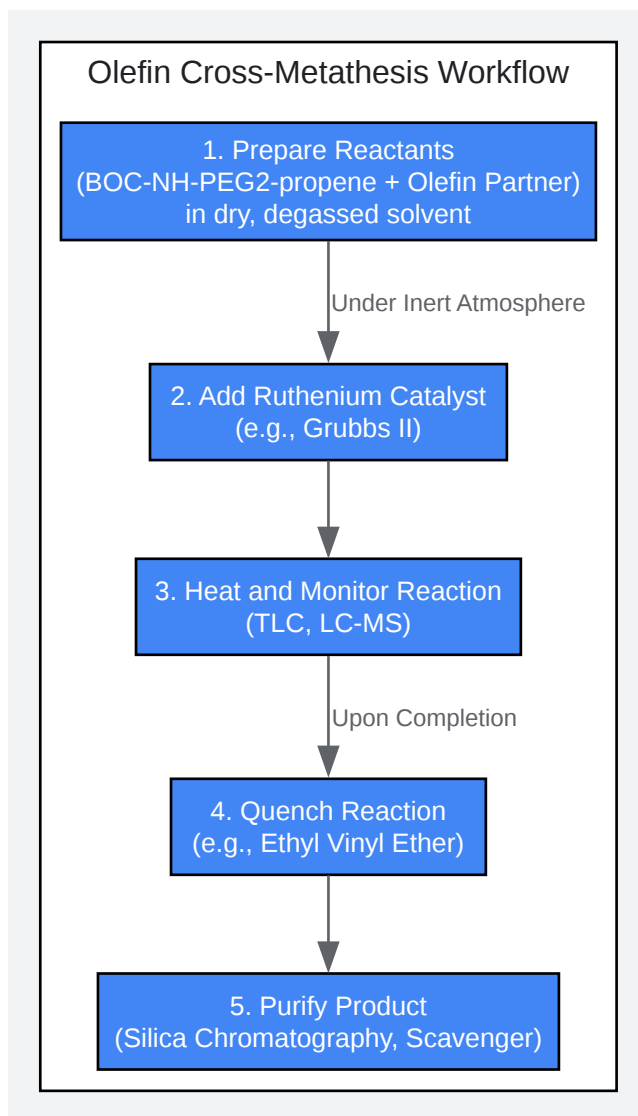 Olefin Cross-Metathesis Workflow
1. Prepare Reactants
(BOC-NH-PEG2-propene + Olefin Partner)
in dry, degassed solvent
Under Inert Atmosphere
2. Add Ruthenium Catalyst
(e.g., Grubbs II)
3. Heat and Monitor Reaction
(TLC, LC-MS)
Upon Completion
4. Quench Reaction
(e.g., Ethyl Vinyl Ether)
5. Purify Product
(Silica Chromatography, Scavenger)